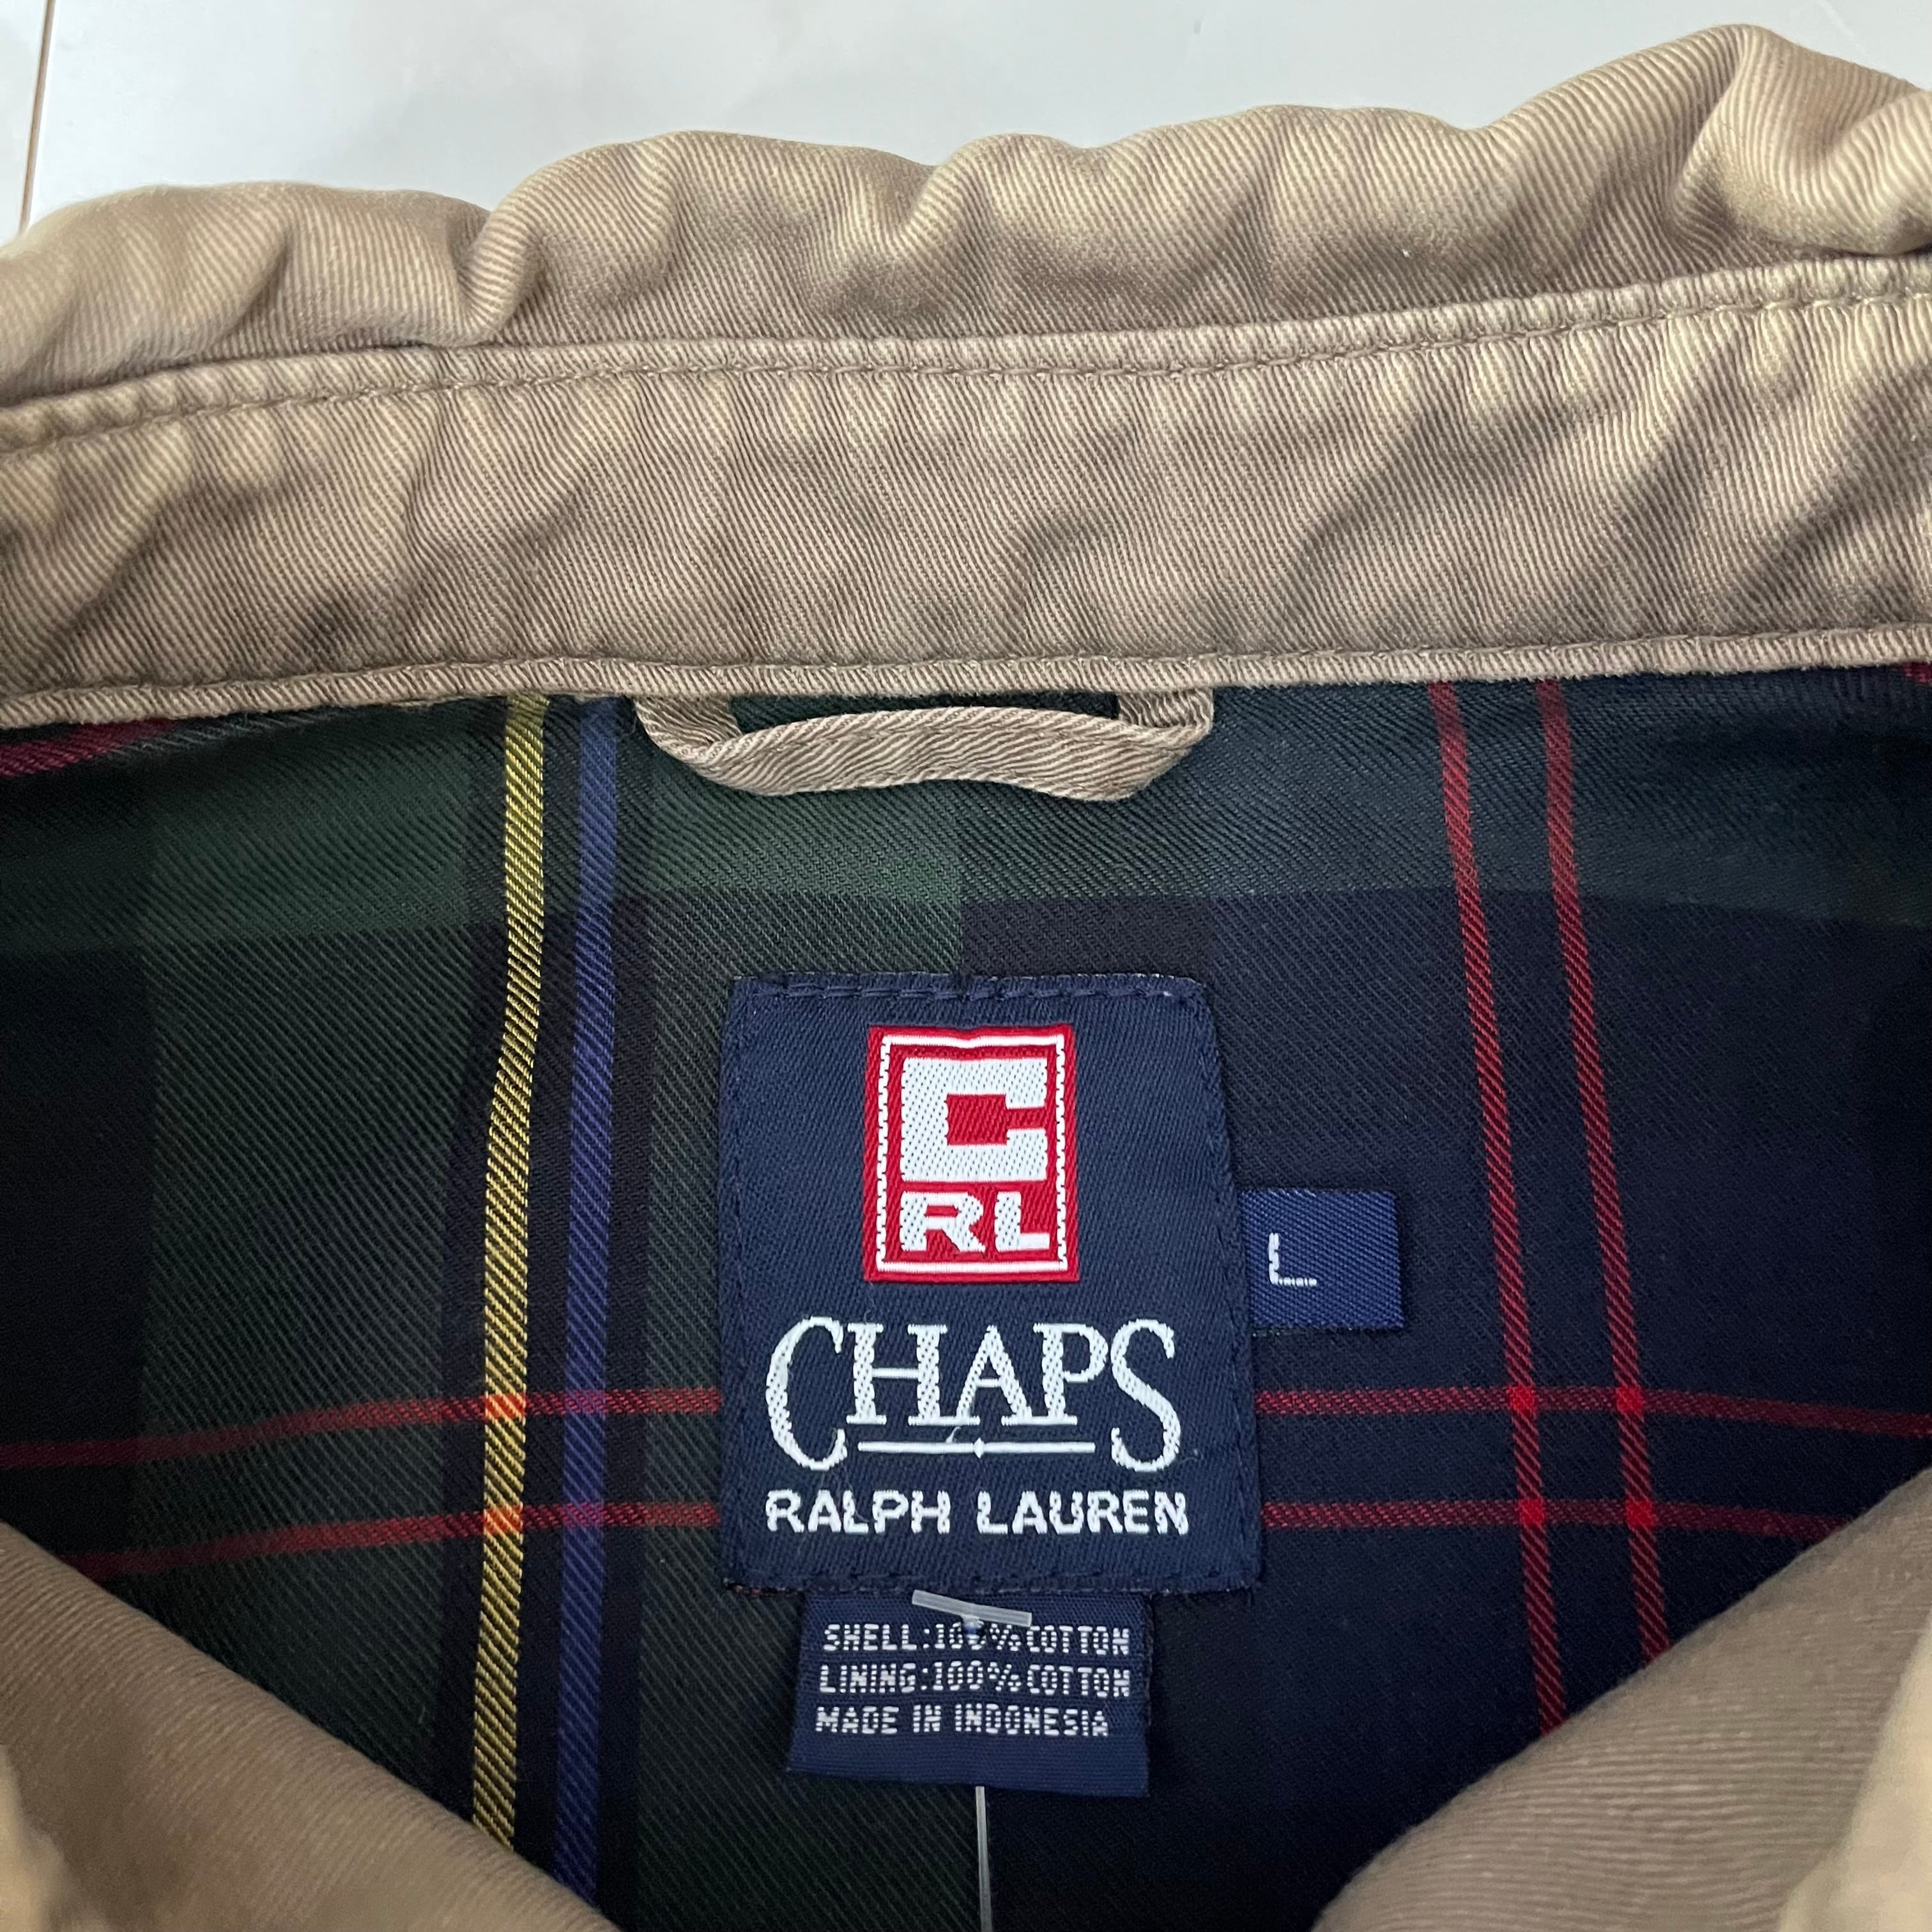 C
RL
CHAPS
RALPH LAUREN
L
SHELL:100%COTTON
LINING:100%COTTON
MADE IN INDONESIA